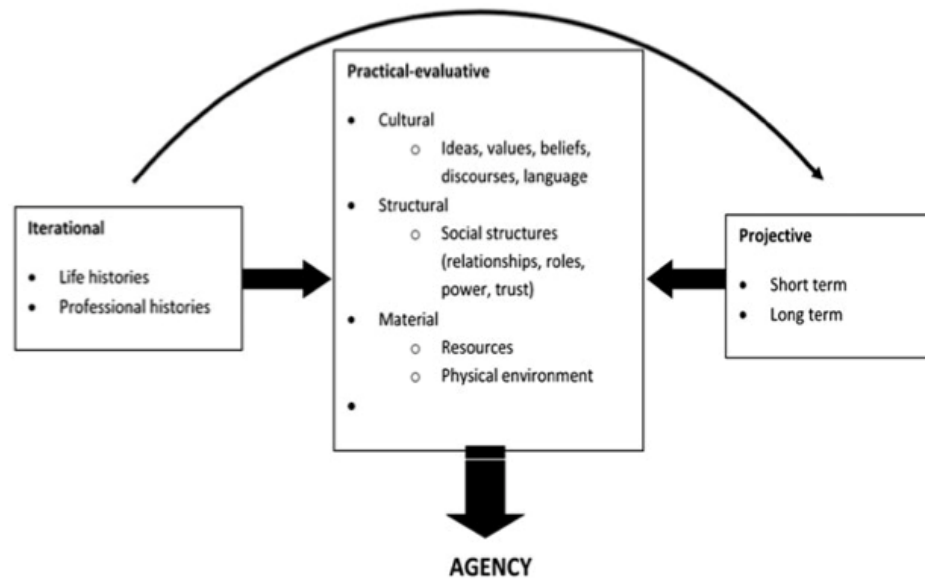 Practical-evaluative
• Cultural
o Ideas, values, beliefs,
discourses, language
• Structural
o Social structures
(relationships, roles,
power, trust)
• Material
o Resources
o Physical environment
•
Iterational
• Life histories
• Professional histories
Projective
• Short term
• Long term
AGENCY